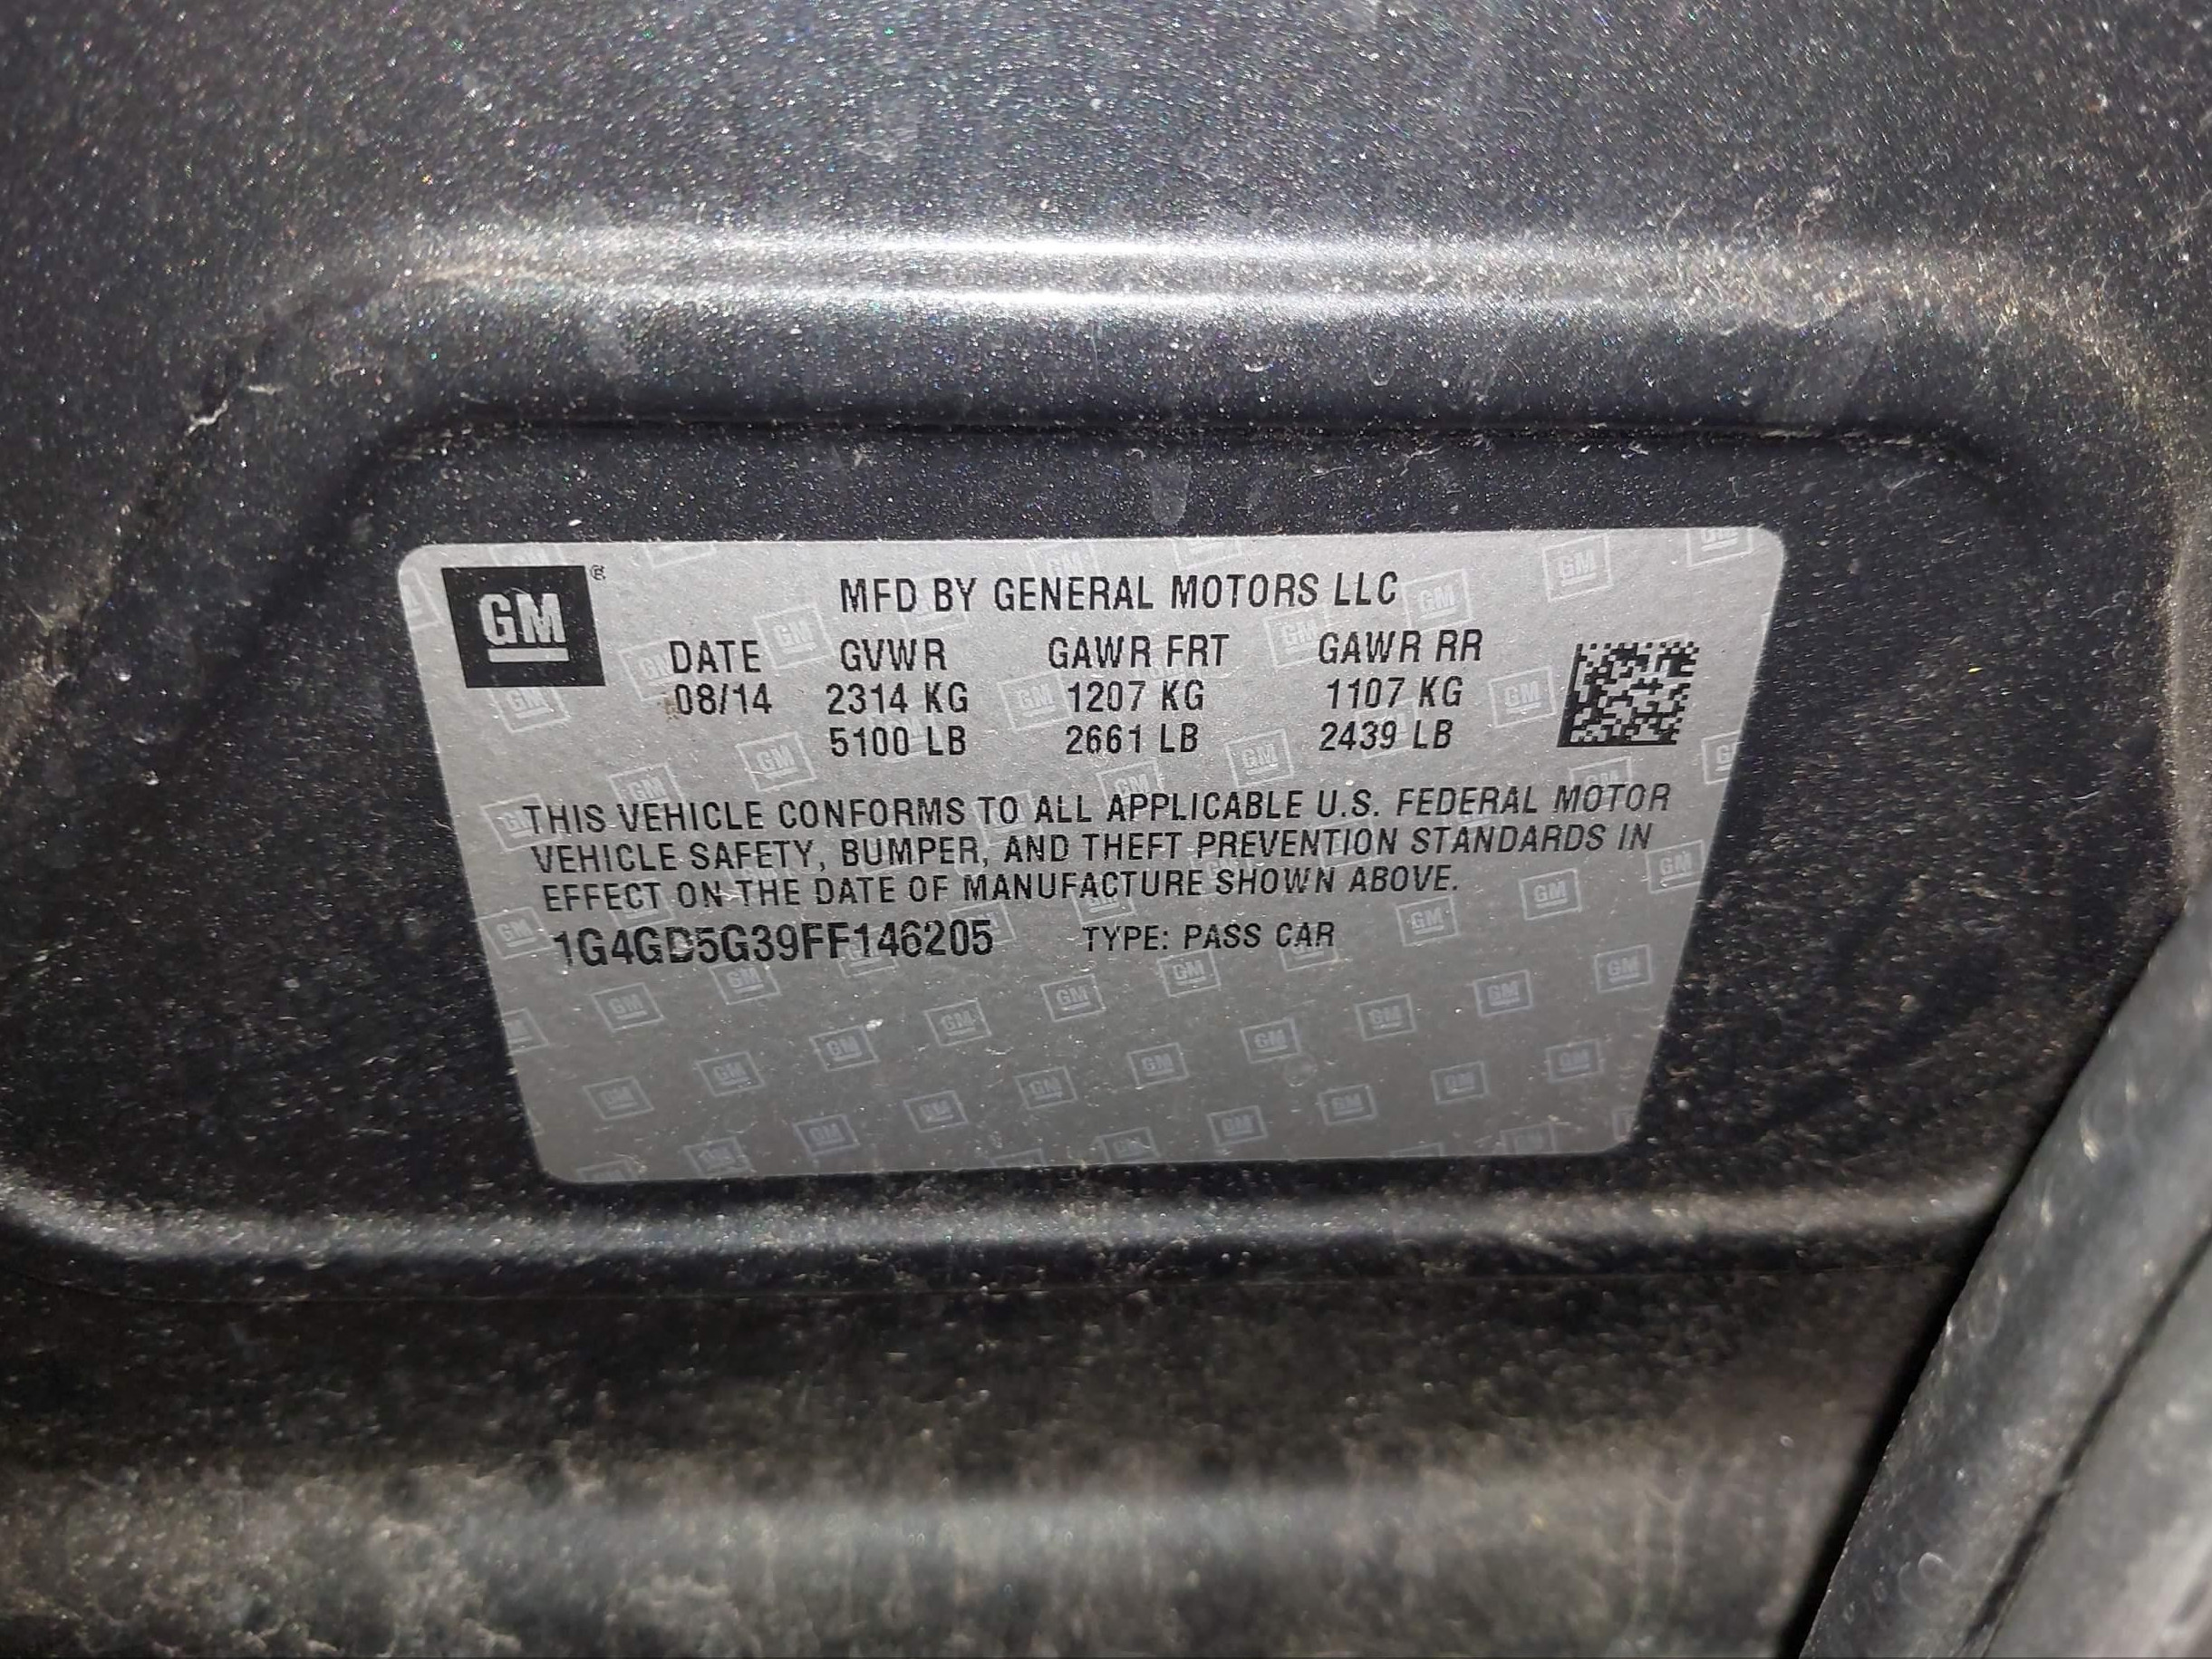 GM ®
MFD BY GENERAL MOTORS LLC
DATE GVWR GAWR FRT GAWR RR
08/14 2314 KG 1207 KG 1107 KG
5100 LB 2661 LB 2439 LB
THIS VEHICLE CONFORMS TO ALL APPLICABLE U.S. FEDERAL MOTOR
VEHICLE SAFETY, BUMPER, AND THEFT PREVENTION STANDARDS IN
EFFECT ON THE DATE OF MANUFACTURE SHOWN ABOVE.
1G4GD5G39FF146205 TYPE: PASS CAR